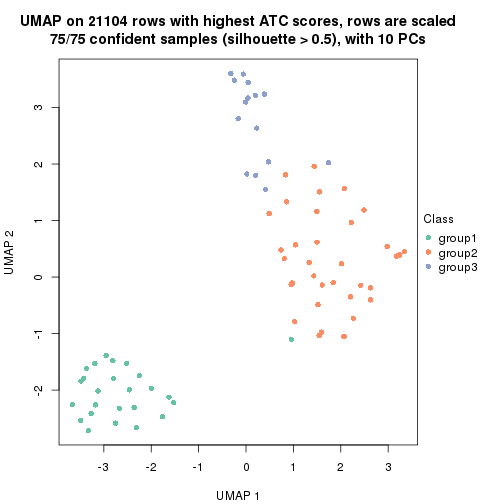 UMAP on 21104 rows with highest ATC scores, rows are scaled
75/75 confident samples (silhouette > 0.5), with 10 PCs
UMAP 2
3
2
1
0
-1
-2
-3
-2
-1
0
1
2
3
UMAP 1
Class
group1
group2
group3